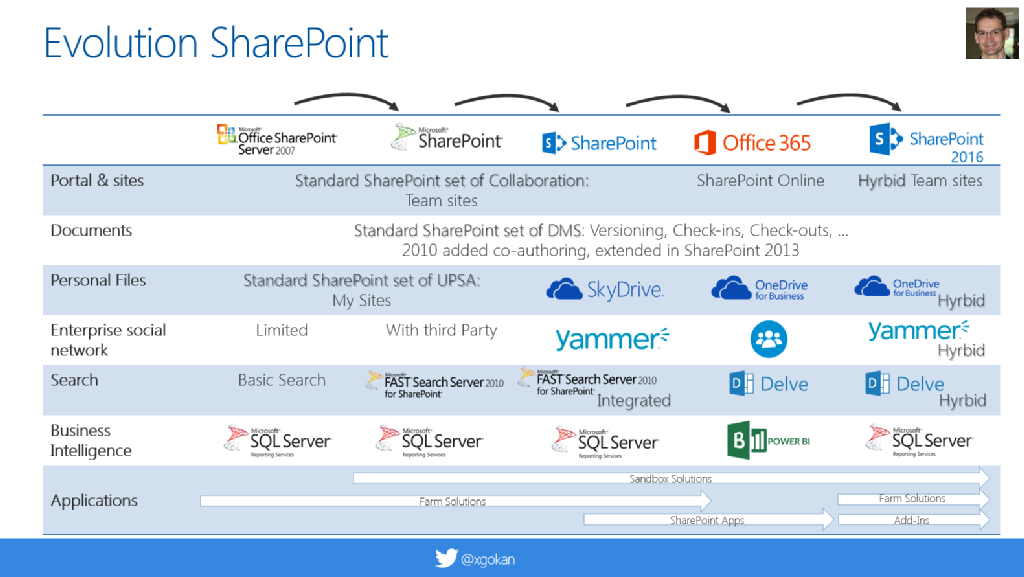 Evolution SharePoint
Microsoft® Office SharePoint Server 2007
Microsoft® SharePoint
S SharePoint
Office 365
S SharePoint 2016
Portal & sites
Standard SharePoint set of Collaboration:
Team sites
SharePoint Online
Hyrbid Team sites
Documents
Standard SharePoint set of DMS: Versioning, Check-ins, Check-outs, ...
2010 added co-authoring, extended in SharePoint 2013
Personal Files
Standard SharePoint set of UPSA:
My Sites
SkyDrive
OneDrive
for Business
OneDrive
for Business Hyrbid
Enterprise social
network
Limited
With third Party
yammer
yammer
Hyrbid
Search
Basic Search
Microsoft® FAST Search Server 2010
for SharePoint
Microsoft® FAST Search Server 2010
for SharePoint Integrated
D Delve
D Delve
Hyrbid
Business
Intelligence
Microsoft® SQL Server
Reporting Services
Microsoft® SQL Server
Reporting Services
Microsoft® SQL Server
Reporting Services
B POWER BI
Microsoft® SQL Server
Reporting Services
Applications
Sandbox Solutions
Farm Solutions
Farm Solutions
SharePoint Apps
Add-Ins
@xgokan